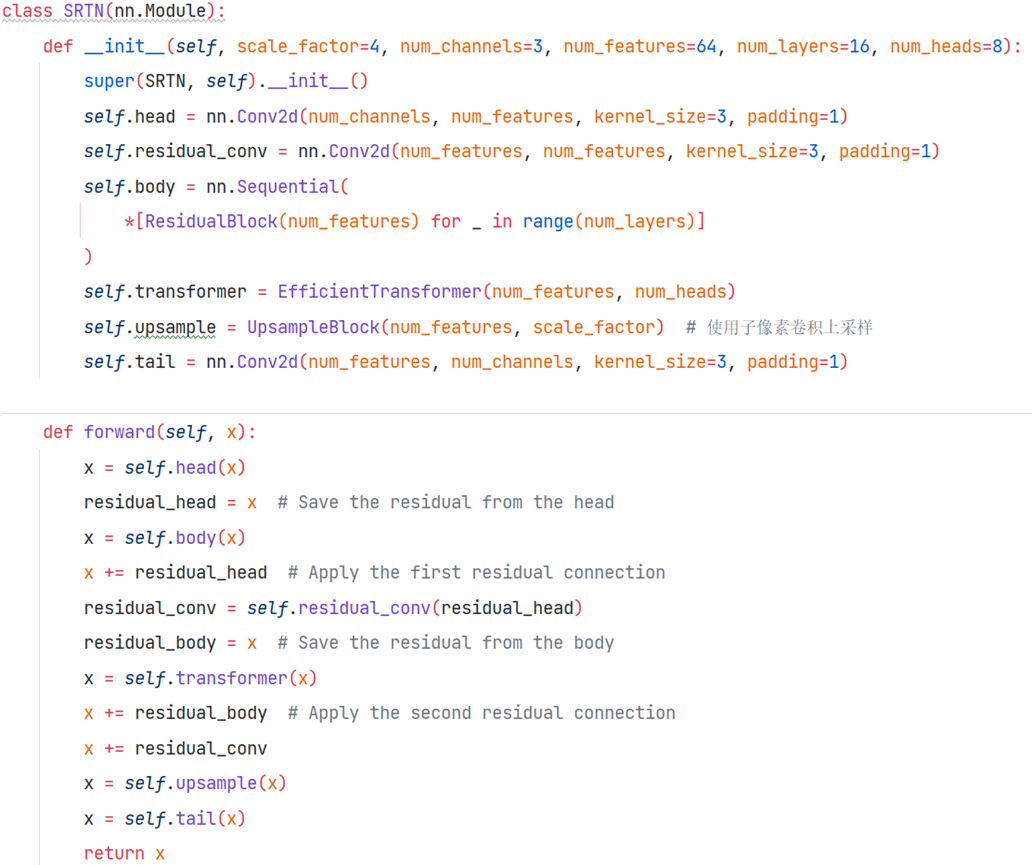 class SRTN(nn.Module):
    def __init__(self, scale_factor=4, num_channels=3, num_features=64, num_layers=16, num_heads=8):
        super(SRTN, self).__init__()
        self.head = nn.Conv2d(num_channels, num_features, kernel_size=3, padding=1)
        self.residual_conv = nn.Conv2d(num_features, num_features, kernel_size=3, padding=1)
        self.body = nn.Sequential(
            *[ResidualBlock(num_features) for _ in range(num_layers)]
        )
        self.transformer = EfficientTransformer(num_features, num_heads)
        self.upsample = UpsampleBlock(num_features, scale_factor)  # 使用子像素卷积上采样
        self.tail = nn.Conv2d(num_features, num_channels, kernel_size=3, padding=1)
    def forward(self, x):
        x = self.head(x)
        residual_head = x  # Save the residual from the head
        x = self.body(x)
        x += residual_head  # Apply the first residual connection
        residual_conv = self.residual_conv(residual_head)
        residual_body = x  # Save the residual from the body
        x = self.transformer(x)
        x += residual_body  # Apply the second residual connection
        x += residual_conv
        x = self.upsample(x)
        x = self.tail(x)
        return x